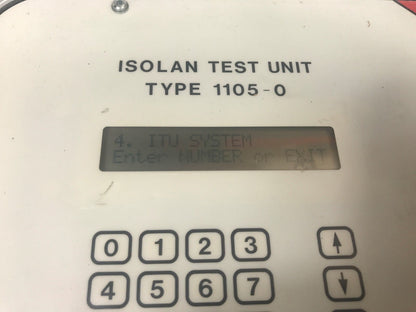 ISOLAN TEST UNIT
TYPE 1105-0
4. ITU SYSTEM
Enter NUMBER or EXIT
0 1 2 3 ↑
4 5 6 7 ↓